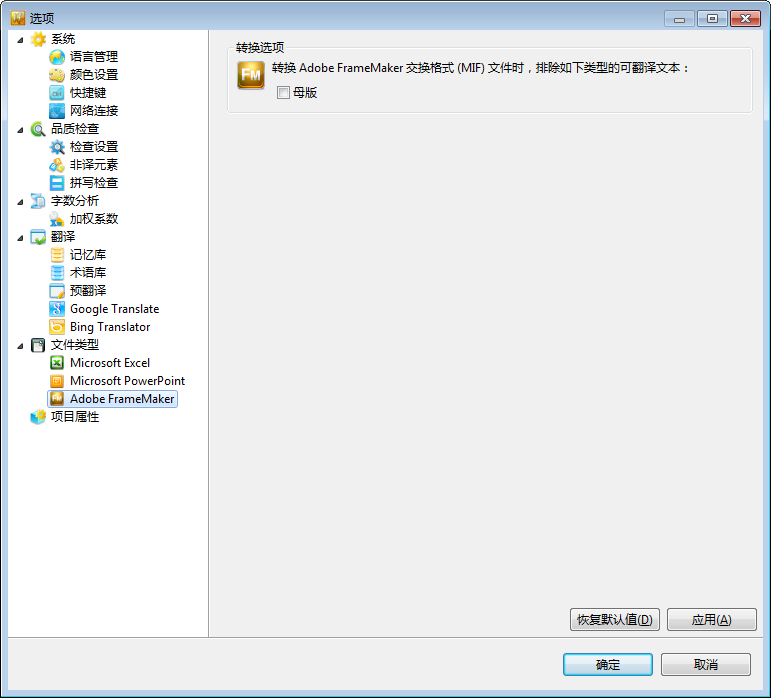 选项
系统
语言管理
颜色设置
快捷键
网络连接
品质检查
检查设置
非译元素
拼写检查
字数分析
加权系数
翻译
记忆库
术语库
预翻译
Google Translate
Bing Translator
文件类型
Microsoft Excel
Microsoft PowerPoint
Adobe FrameMaker
项目属性
转换选项
FM
转换 Adobe FrameMaker 交换格式 (MIF) 文件时，排除如下类型的可翻译文本：
母版
恢复默认值(D)
应用(A)
确定
取消